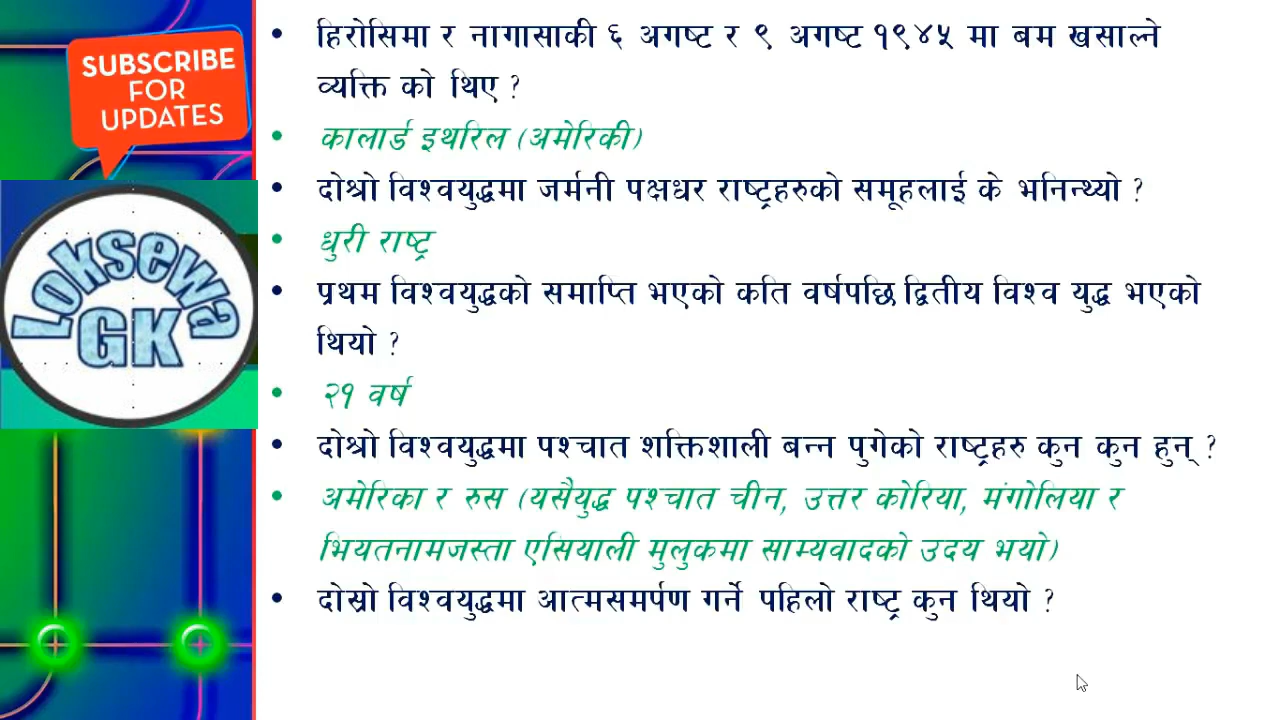 SUBSCRIBE
FOR
UPDATES
Loksewa
GK
• हिरोसिमा र नागासाकी ६ अगष्ट र ९ अगष्ट १९४५ मा बम खसाल्ने
व्यक्ति को थिए ?
• कालार्ड इथरिल (अमेरिकी)
• दोश्रो विश्वयुद्धमा जर्मनी पक्षधर राष्ट्रहरुको समूहलाई के भनिन्थ्यो ?
• धुरी राष्ट्र
• प्रथम विश्वयुद्धको समाप्ति भएको कति वर्षपछि द्वितीय विश्व युद्ध भएको
थियो ?
• २१ वर्ष
• दोश्रो विश्वयुद्धमा पश्चात शक्तिशाली बन्न पुगेको राष्ट्रहरु कुन कुन हुन् ?
• अमेरिका र रुस (यसैयुद्ध पश्चात चीन, उत्तर कोरिया, मंगोलिया र
भियतनामजस्ता एसियाली मुलुकमा साम्यवादको उदय भयो)
• दोस्रो विश्वयुद्धमा आत्मसमर्पण गर्ने पहिलो राष्ट्र कुन थियो ?